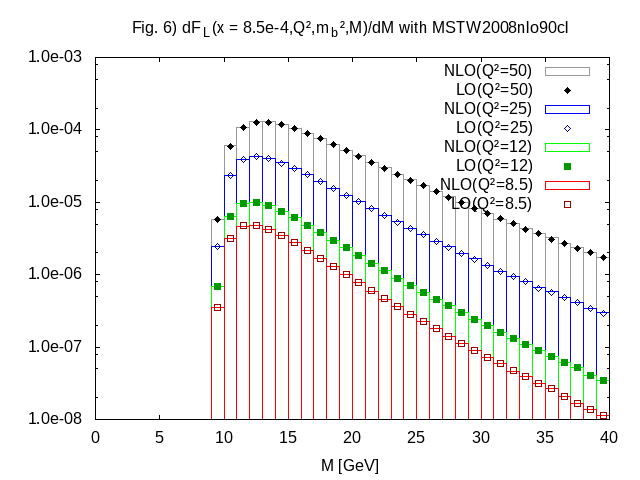 Fig. 6) dF_L(x = 8.5e-4,Q²,m_b²,M)/dM with MSTW2008nlo90cl
1.0e-03
NLO(Q²=50)
LO(Q²=50)
NLO(Q²=25)
1.0e-04
LO(Q²=25)
NLO(Q²=12)
LO(Q²=12)
NLO(Q²=8.5)
1.0e-05
LO(Q²=8.5)
1.0e-06
1.0e-07
1.0e-08
0 5 10 15 20 25 30 35 40
M [GeV]